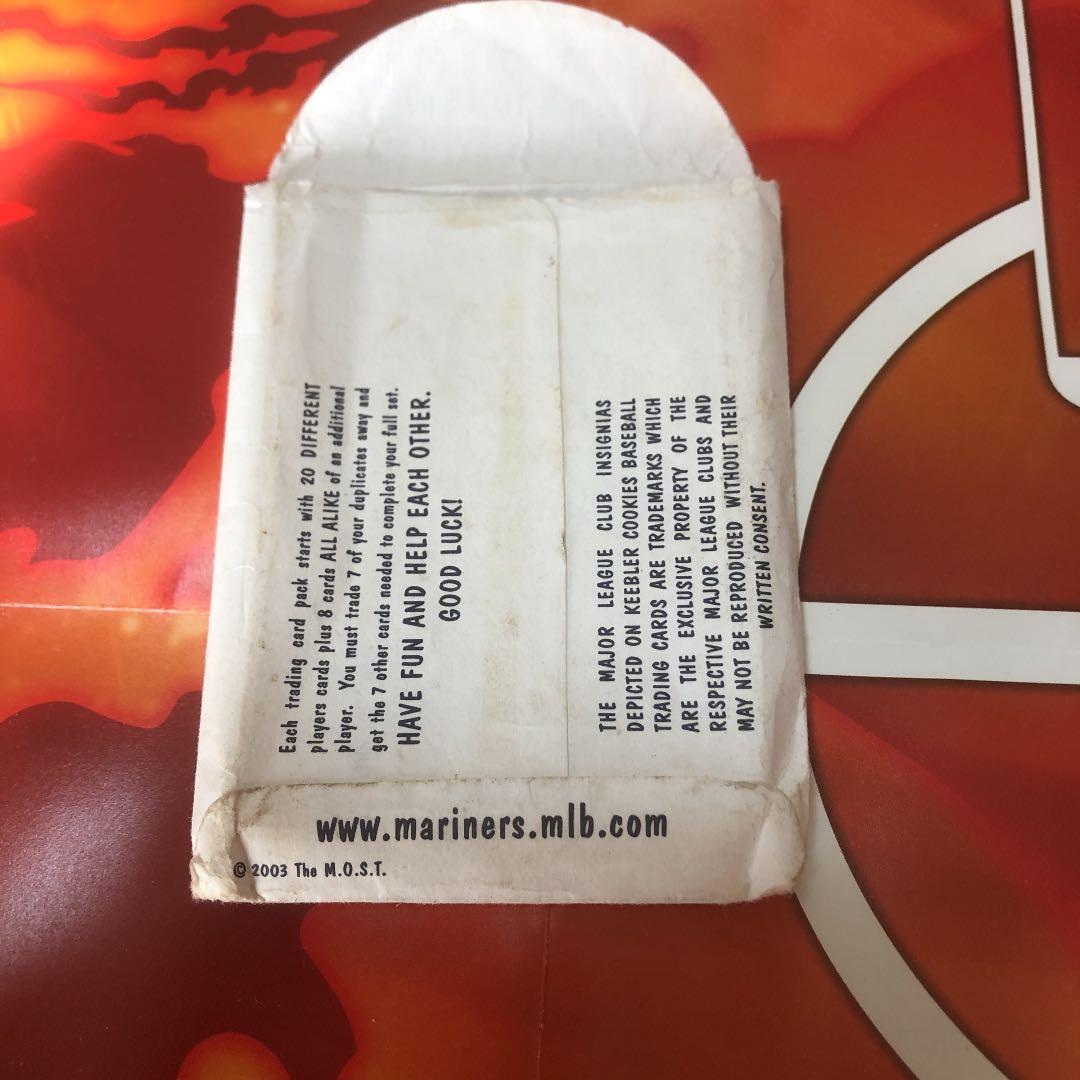 Each trading card pack starts with 20 DIFFERENT
players cards plus 8 cards ALL ALIKE of an additional
player. You must trade 7 of your duplicates away and
get the 7 other cards needed to complete your full set.
HAVE FUN AND HELP EACH OTHER.
GOOD LUCK!
THE MAJOR LEAGUE CLUB INSIGNIAS
DEPICTED ON KEEBLER COOKIES BASEBALL
TRADING CARDS ARE TRADEMARKS WHICH
ARE THE EXCLUSIVE PROPERTY OF THE
RESPECTIVE MAJOR LEAGUE CLUBS AND
MAY NOT BE REPRODUCED WITHOUT THEIR
WRITTEN CONSENT.
www.mariners.mlb.com
© 2003 The M.O.S.T.